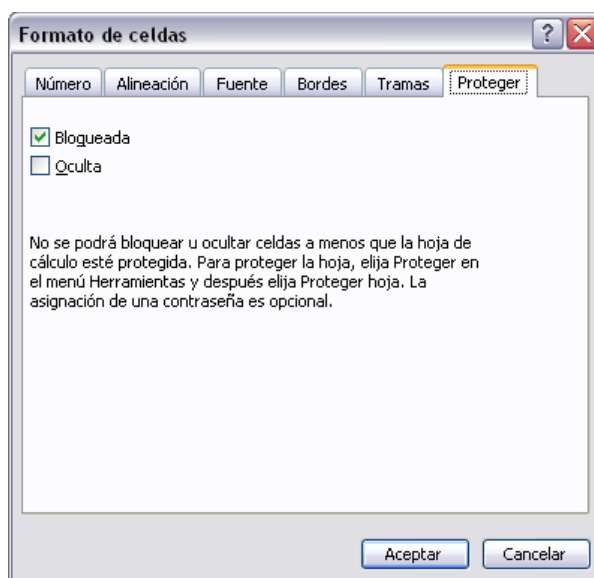 Formato de celdas
Número Alineación Fuente Bordes Tramas Proteger
Bloqueada
Oculta
No se podrá bloquear u ocultar celdas a menos que la hoja de
cálculo esté protegida. Para proteger la hoja, elija Proteger en
el menú Herramientas y después elija Proteger hoja. La
asignación de una contraseña es opcional.
Aceptar Cancelar